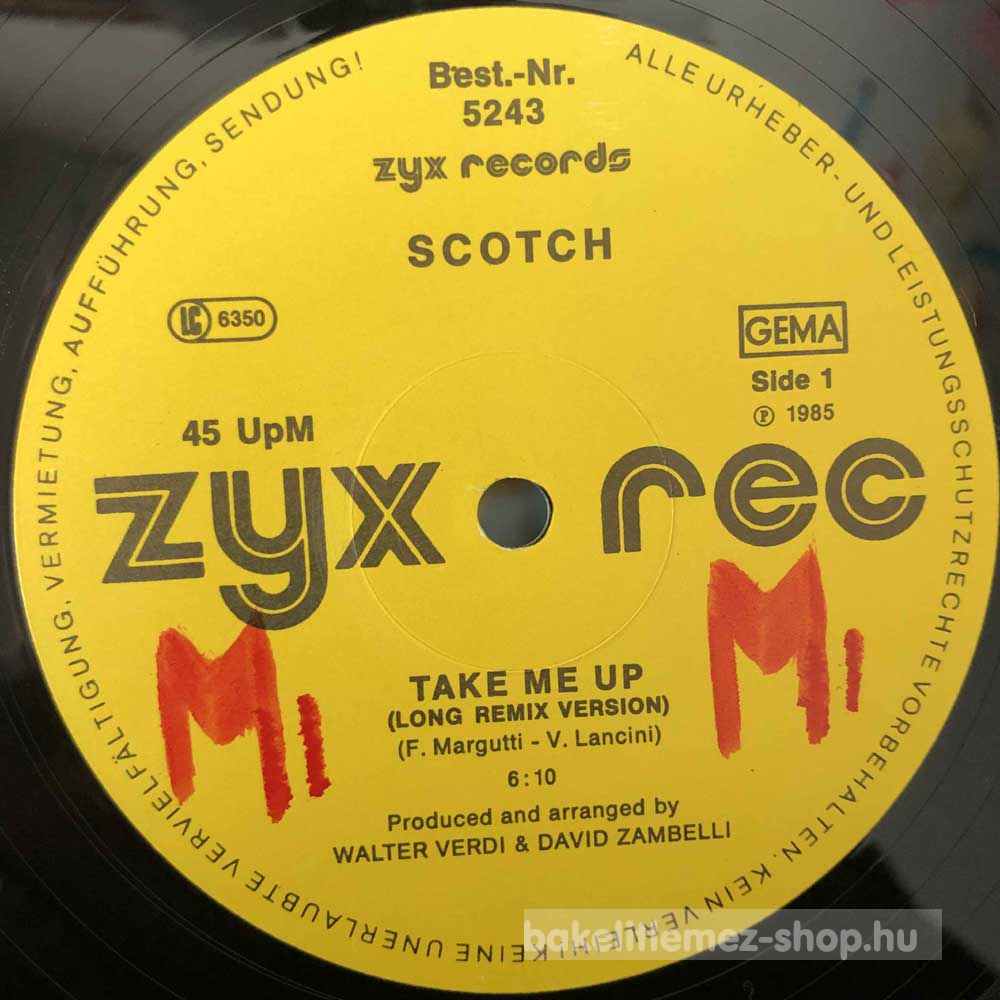 Best.-Nr.
5243
zyx records
SCOTCH
LC 6350
GEMA
Side 1
℗ 1985
45 UpM
zyx rec
M1
M1
TAKE ME UP
(LONG REMIX VERSION)
(F. Margutti - V. Lancini)
6:10
Produced and arranged by
WALTER VERDI & DAVID ZAMBELLI
ALLE URHEBER- UND LEISTUNGSSCHUTZRECHTE VORBEHALTEN. KEIN VERLEIH! KEINE UNERLAUBTE VERVIELFÄLTIGUNG, VERMIETUNG, AUFFÜHRUNG, SENDUNG!
bakelitlemez-shop.hu